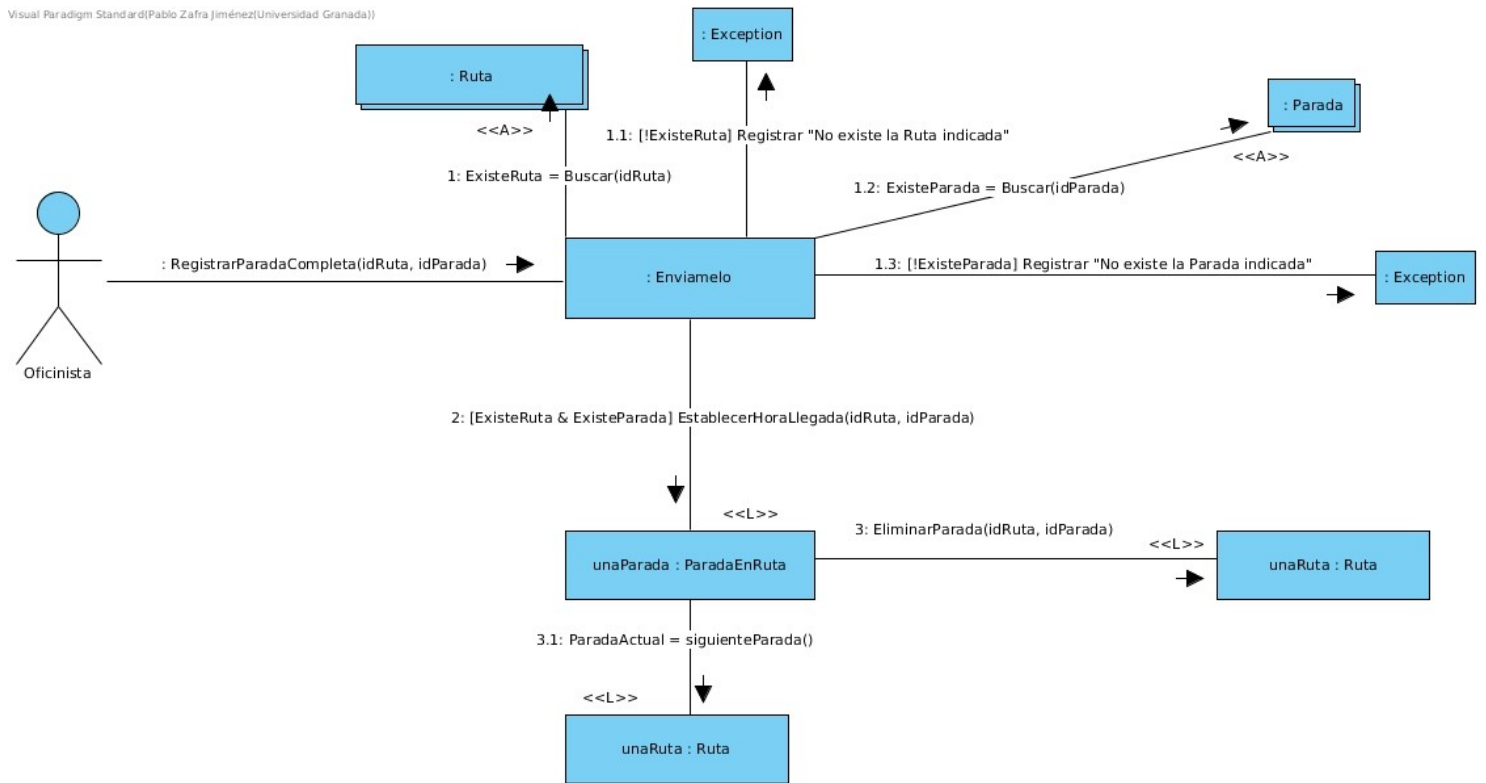 Visual Paradigm Standard(Pablo Zafra Jiménez(Universidad Granada))
: Exception
: Ruta
<<A>>
1.1: [!ExisteRuta] Registrar "No existe la Ruta indicada"
: Parada
<<A>>
1: ExisteRuta = Buscar(idRuta)
1.2: ExisteParada = Buscar(idParada)
: RegistrarParadaCompleta(idRuta, idParada)
: Enviamelo
1.3: [!ExisteParada] Registrar "No existe la Parada indicada"
: Exception
Oficinista
2: [ExisteRuta & ExisteParada] EstablecerHoraLlegada(idRuta, idParada)
<<L>>
3: EliminarParada(idRuta, idParada)
<<L>>
unaParada : ParadaEnRuta
unaRuta : Ruta
3.1: ParadaActual = siguienteParada()
<<L>>
unaRuta : Ruta